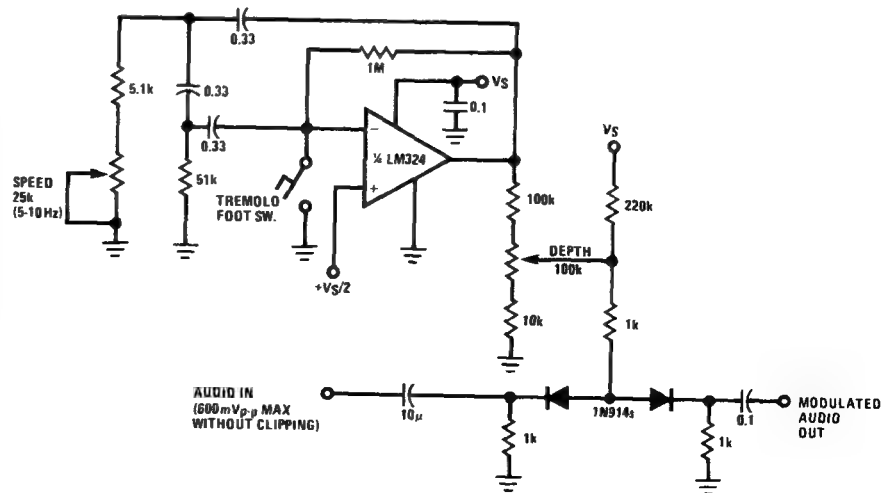 0.33
1M
5.1k
0.33
VS
0.1
0.33
−
¼ LM324
+
VS
SPEED
25k
(5-10 Hz)
51k
TREMOLO
FOOT SW.
100k
220k
DEPTH
100k
+VS/2
10k
1k
AUDIO IN
(600mVp-p MAX
WITHOUT CLIPPING)
10µ
1N914s
0.1
MODULATED
AUDIO
OUT
1k
1k